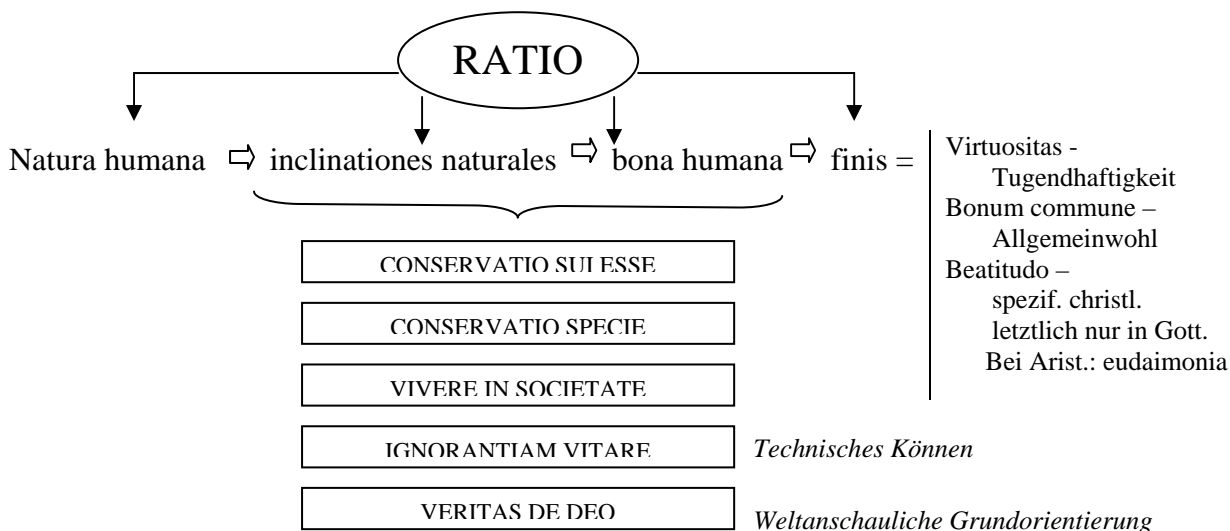 RATIO
Natura humana ⇨ inclinationes naturales ⇨ bona humana ⇨ finis =
Virtuositas -
Tugendhaftigkeit
Bonum commune –
Allgemeinwohl
Beatitudo –
spezif. christl.
letztlich nur in Gott.
Bei Arist.: eudaimonia
CONSERVATIO SUI ESSE
CONSERVATIO SPECIE
VIVERE IN SOCIETATE
IGNORANTIAM VITARE Technisches Können
VERITAS DE DEO Weltanschauliche Grundorientierung